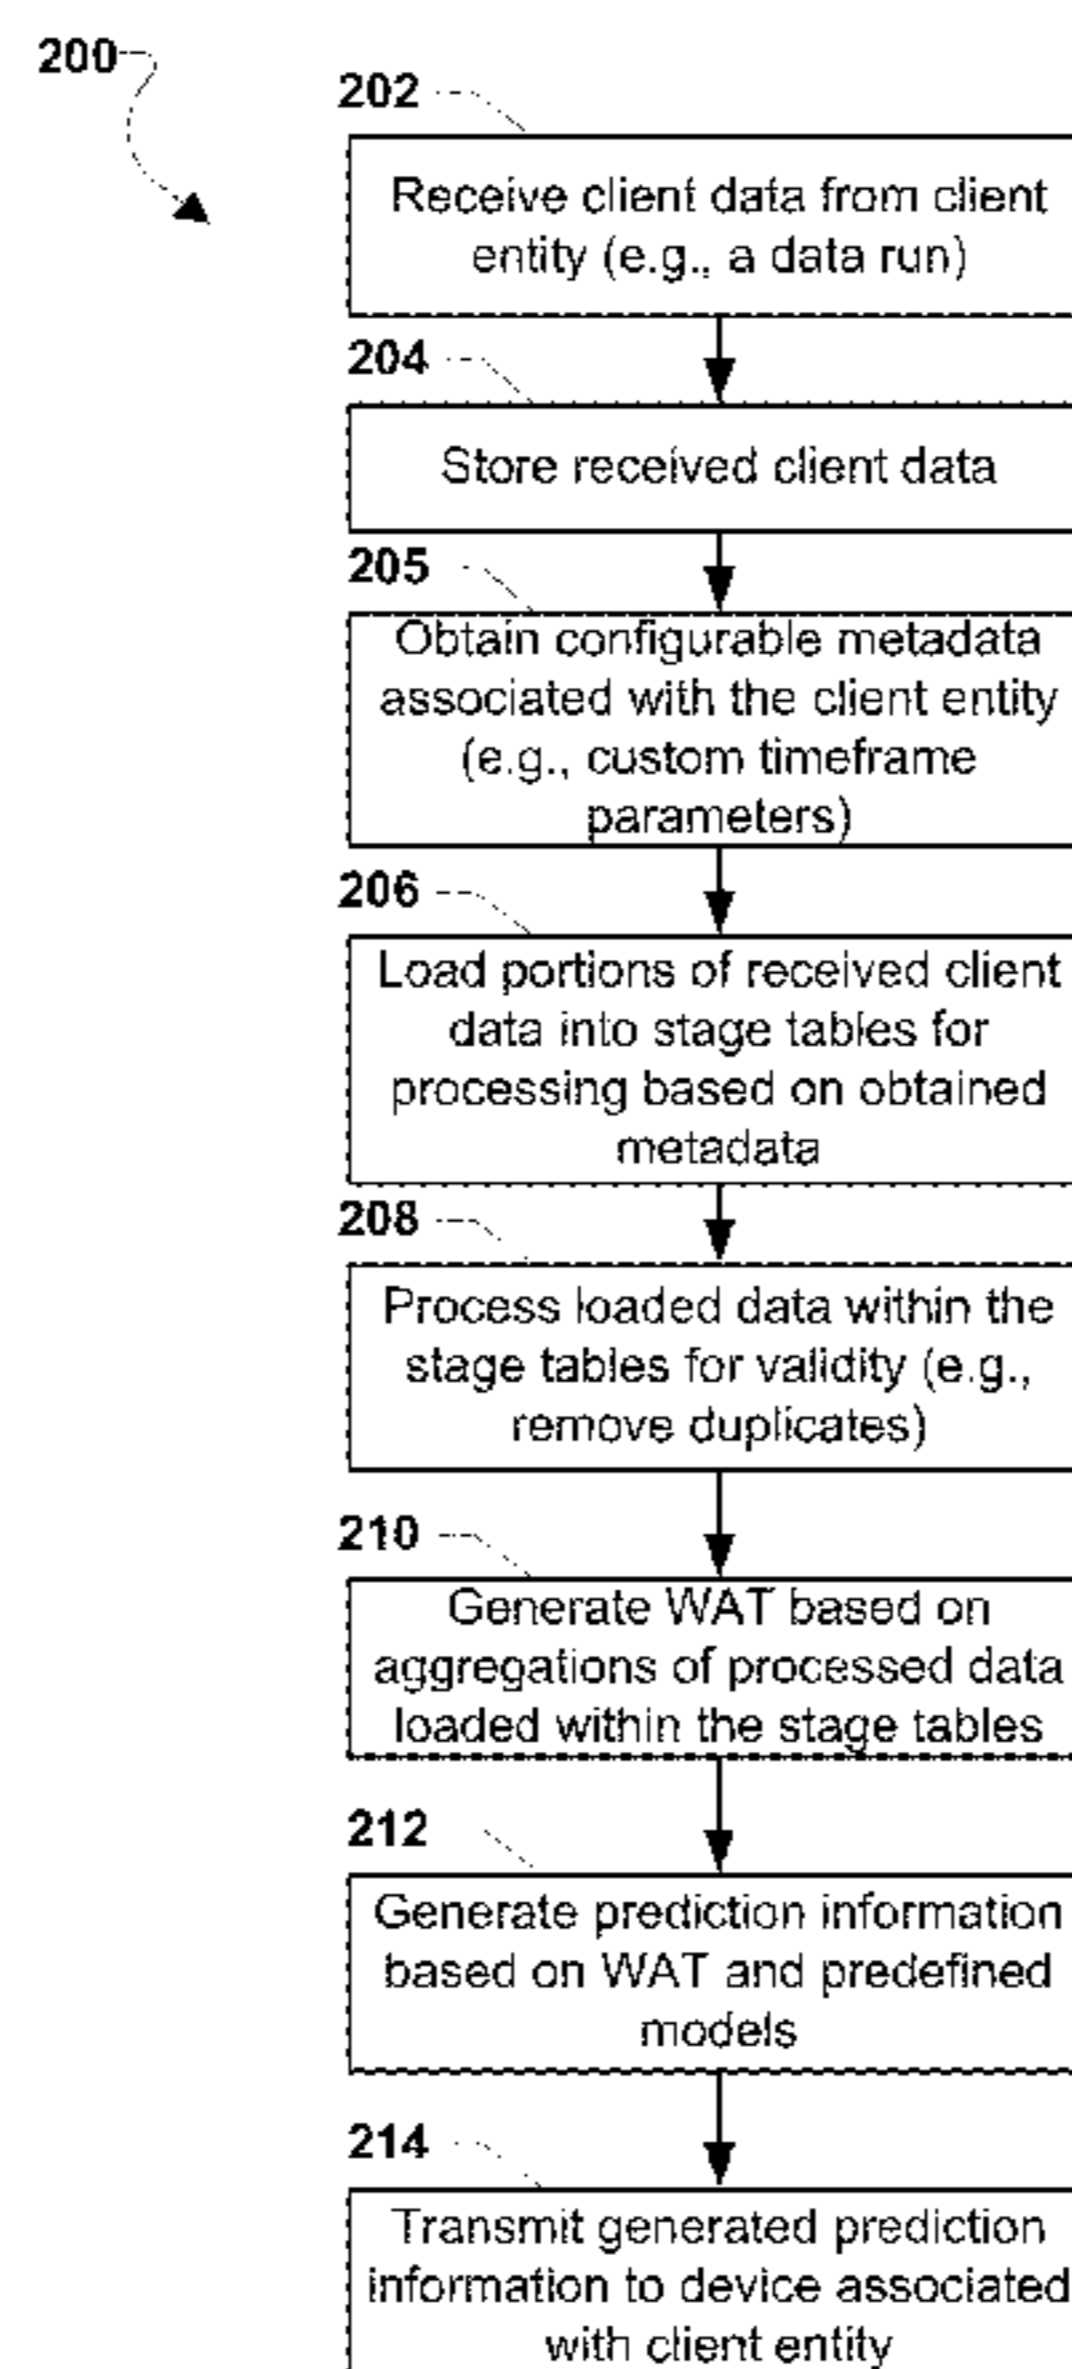 200
202
Receive client data from client
entity (e.g., a data run)
204
Store received client data
205
Obtain configurable metadata
associated with the client entity
(e.g., custom timeframe
parameters)
206
Load portions of received client
data into stage tables for
processing based on obtained
metadata
208
Process loaded data within the
stage tables for validity (e.g.,
remove duplicates)
210
Generate WAT based on
aggregations of processed data
loaded within the stage tables
212
Generate prediction information
based on WAT and predefined
models
214
Transmit generated prediction
information to device associated
with client entity